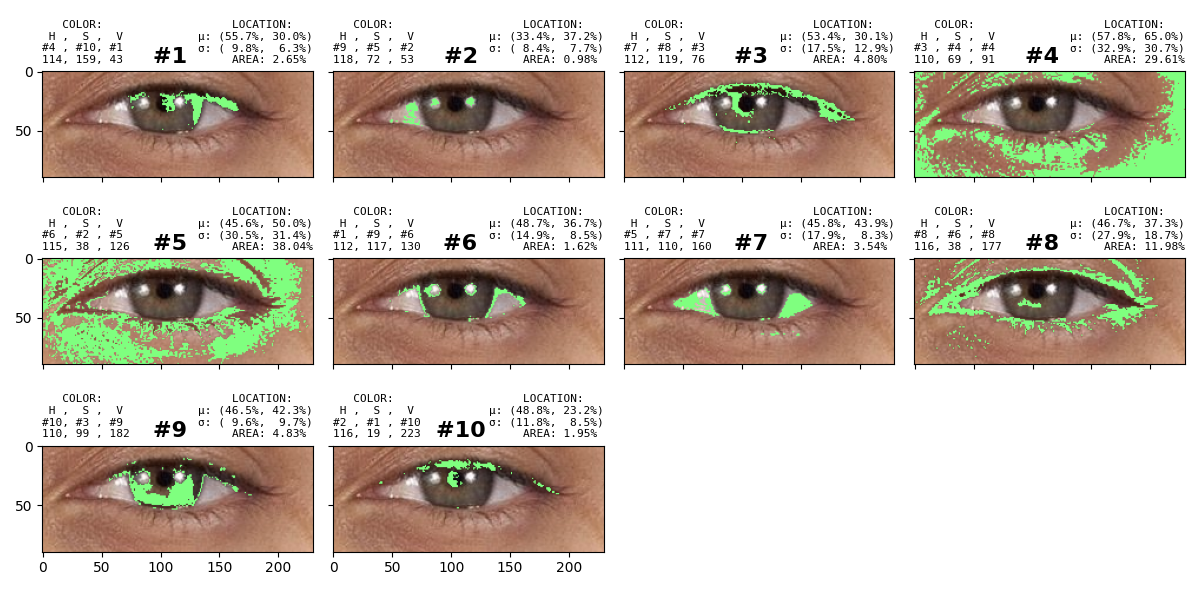 COLOR: LOCATION:
H , S , V μ: (55.7%, 30.0%)
#4 , #10, #1 #1 σ: ( 9.8%, 6.3%)
114, 159, 43 AREA: 2.65%
COLOR: LOCATION:
H , S , V μ: (33.4%, 37.2%)
#9 , #5 , #2 #2 σ: ( 8.4%, 7.7%)
118, 72 , 53 AREA: 0.98%
COLOR: LOCATION:
H , S , V μ: (53.4%, 30.1%)
#7 , #8 , #3 #3 σ: (17.5%, 12.9%)
112, 119, 76 AREA: 4.80%
COLOR: LOCATION:
H , S , V μ: (57.8%, 65.0%)
#3 , #4 , #4 #4 σ: (32.9%, 30.7%)
110, 69 , 91 AREA: 29.61%
0
50
COLOR: LOCATION:
H , S , V μ: (45.6%, 50.0%)
#6 , #2 , #5 #5 σ: (30.5%, 31.4%)
115, 38 , 126 AREA: 38.04%
COLOR: LOCATION:
H , S , V μ: (48.7%, 36.7%)
#1 , #9 , #6 #6 σ: (14.9%, 8.5%)
112, 117, 130 AREA: 1.62%
COLOR: LOCATION:
H , S , V μ: (45.8%, 43.9%)
#5 , #7 , #7 #7 σ: (17.9%, 8.3%)
111, 110, 160 AREA: 3.54%
COLOR: LOCATION:
H , S , V μ: (46.7%, 37.3%)
#8 , #6 , #8 #8 σ: (27.9%, 18.7%)
116, 38 , 177 AREA: 11.98%
0
50
COLOR: LOCATION:
H , S , V μ: (46.5%, 42.3%)
#10, #3 , #9 #9 σ: ( 9.6%, 9.7%)
110, 99 , 182 AREA: 4.83%
COLOR: LOCATION:
H , S , V μ: (48.8%, 23.2%)
#2 , #1 , #10 #10 σ: (11.8%, 8.5%)
116, 19 , 223 AREA: 1.95%
0
50
0 50 100 150 200
0 50 100 150 200